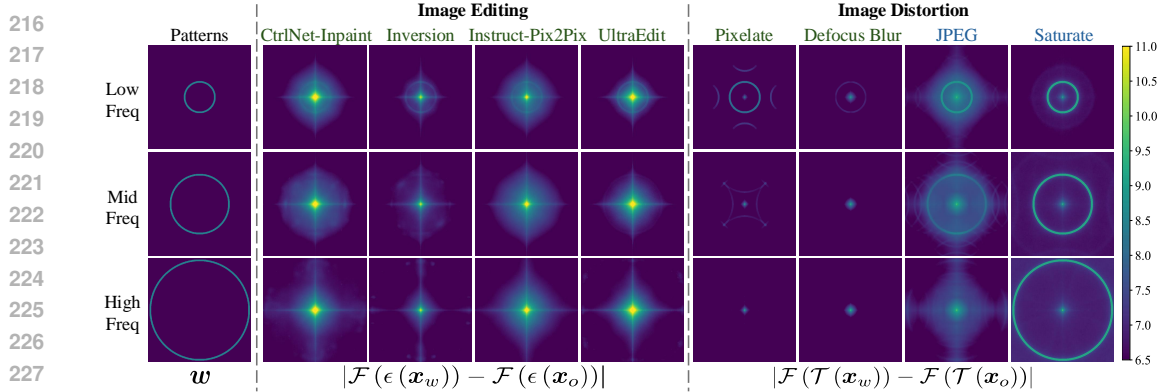 216
217
218
219
220
221
222
223
224
225
226
227
Image Editing
Image Distortion
Patterns
CtrlNet-Inpaint
Inversion
Instruct-Pix2Pix
UltraEdit
Pixelate
Defocus Blur
JPEG
Saturate
Low
Freq
Mid
Freq
High
Freq
11.0
10.5
10.0
9.5
9.0
8.5
8.0
7.5
7.0
6.5
w
|F (ϵ (x_w)) − F (ϵ (x_o))|
|F (T (x_w)) − F (T (x_o))|